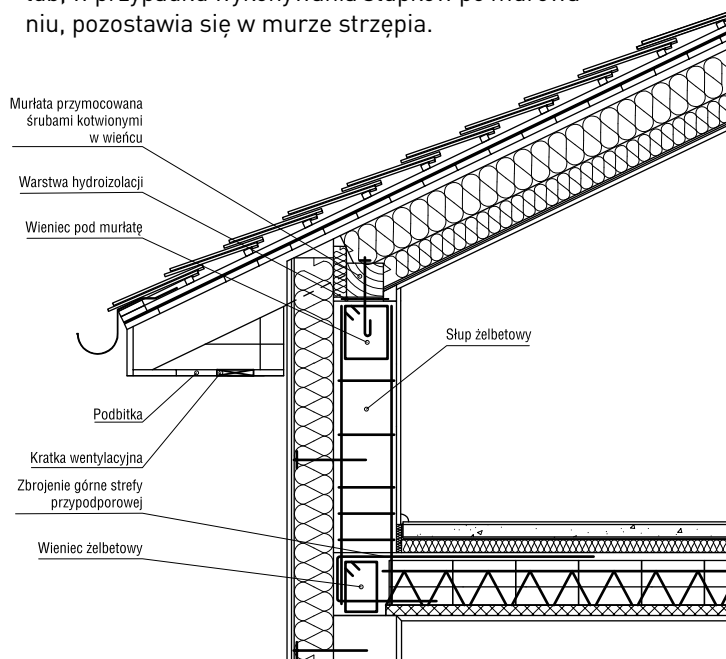 niu, pozostawia się w murze strzępia.
Murłata przymocowana
śrubami kotwionymi
w wieńcu
Warstwa hydroizolacji
Wieniec pod murłatę
Słup żelbetowy
Podbitka
Kratka wentylacyjna
Zbrojenie górne strefy
przypodporowej
Wieniec żelbetowy